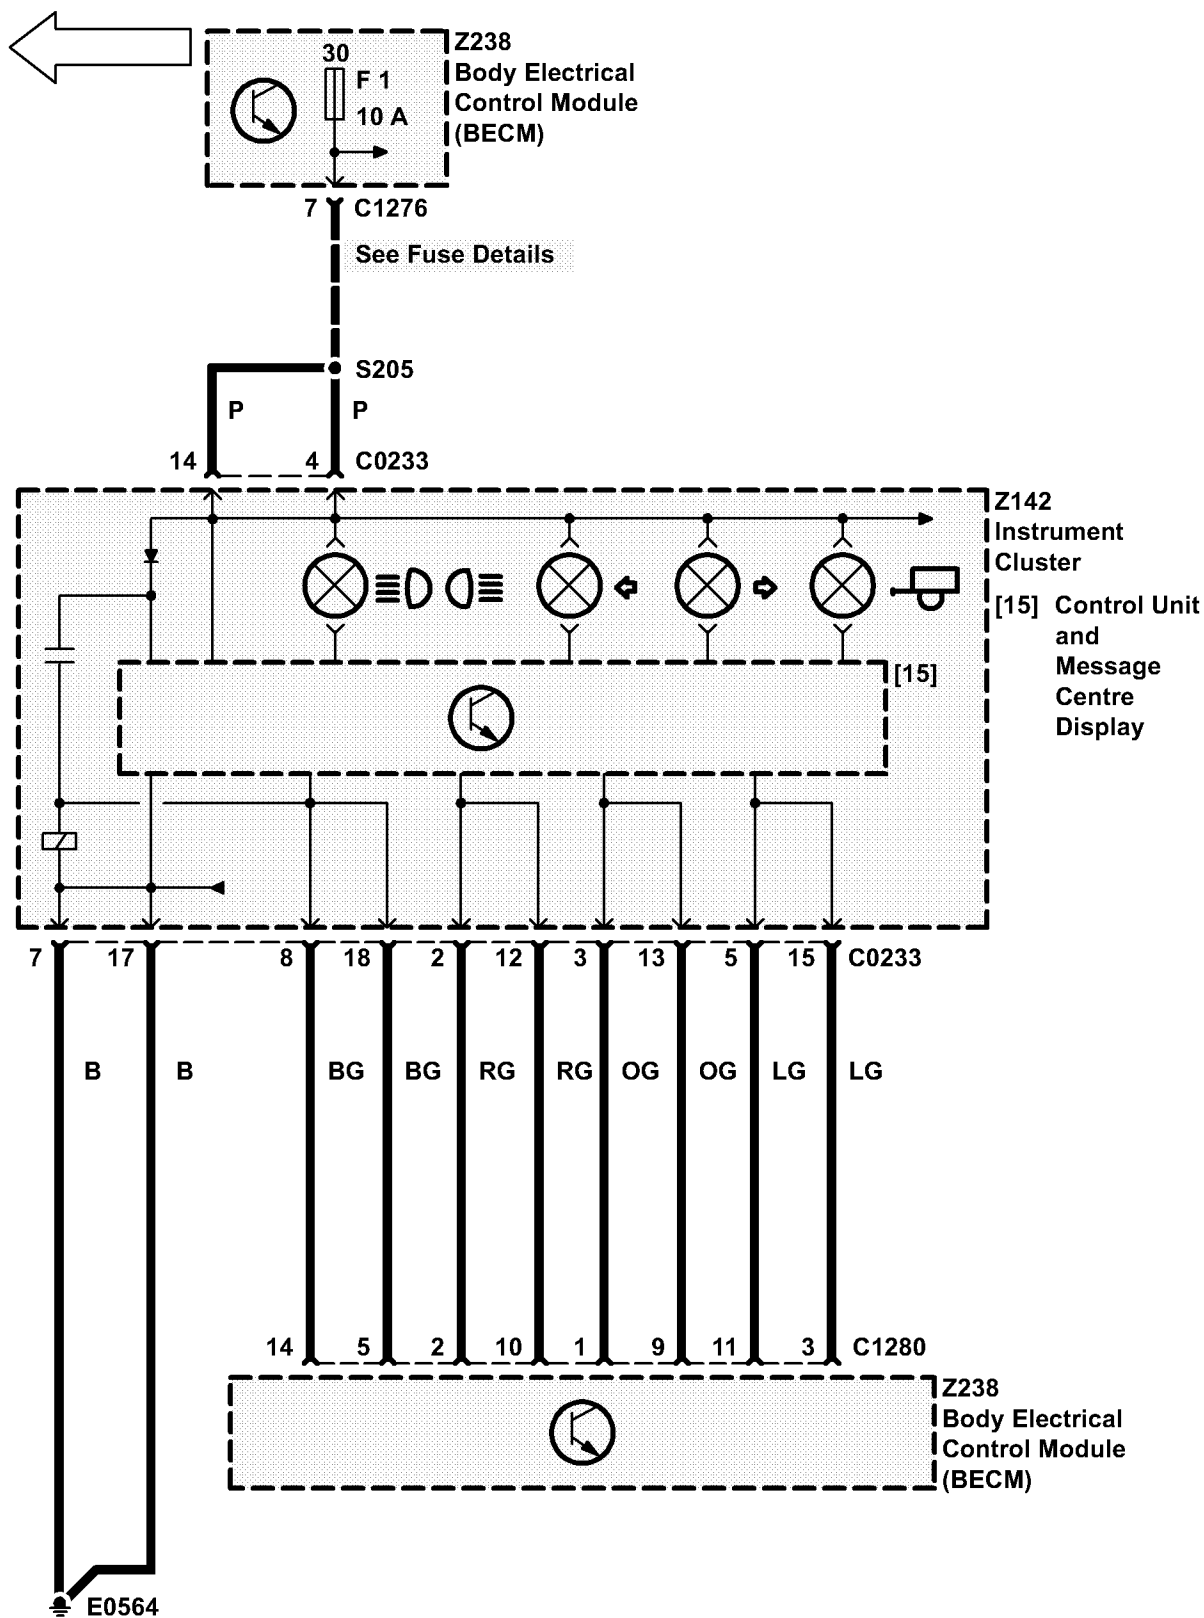 30
F 1
10 A
Z238
Body Electrical
Control Module
(BECM)
7 C1276
See Fuse Details
S205
P P
14 4 C0233
Z142
Instrument
Cluster
[15] Control Unit
and
Message
Centre
Display
[15]
7 17 8 18 2 12 3 13 5 15 C0233
B B BG BG RG RG OG OG LG LG
14 5 2 10 1 9 11 3 C1280
Z238
Body Electrical
Control Module
(BECM)
E0564